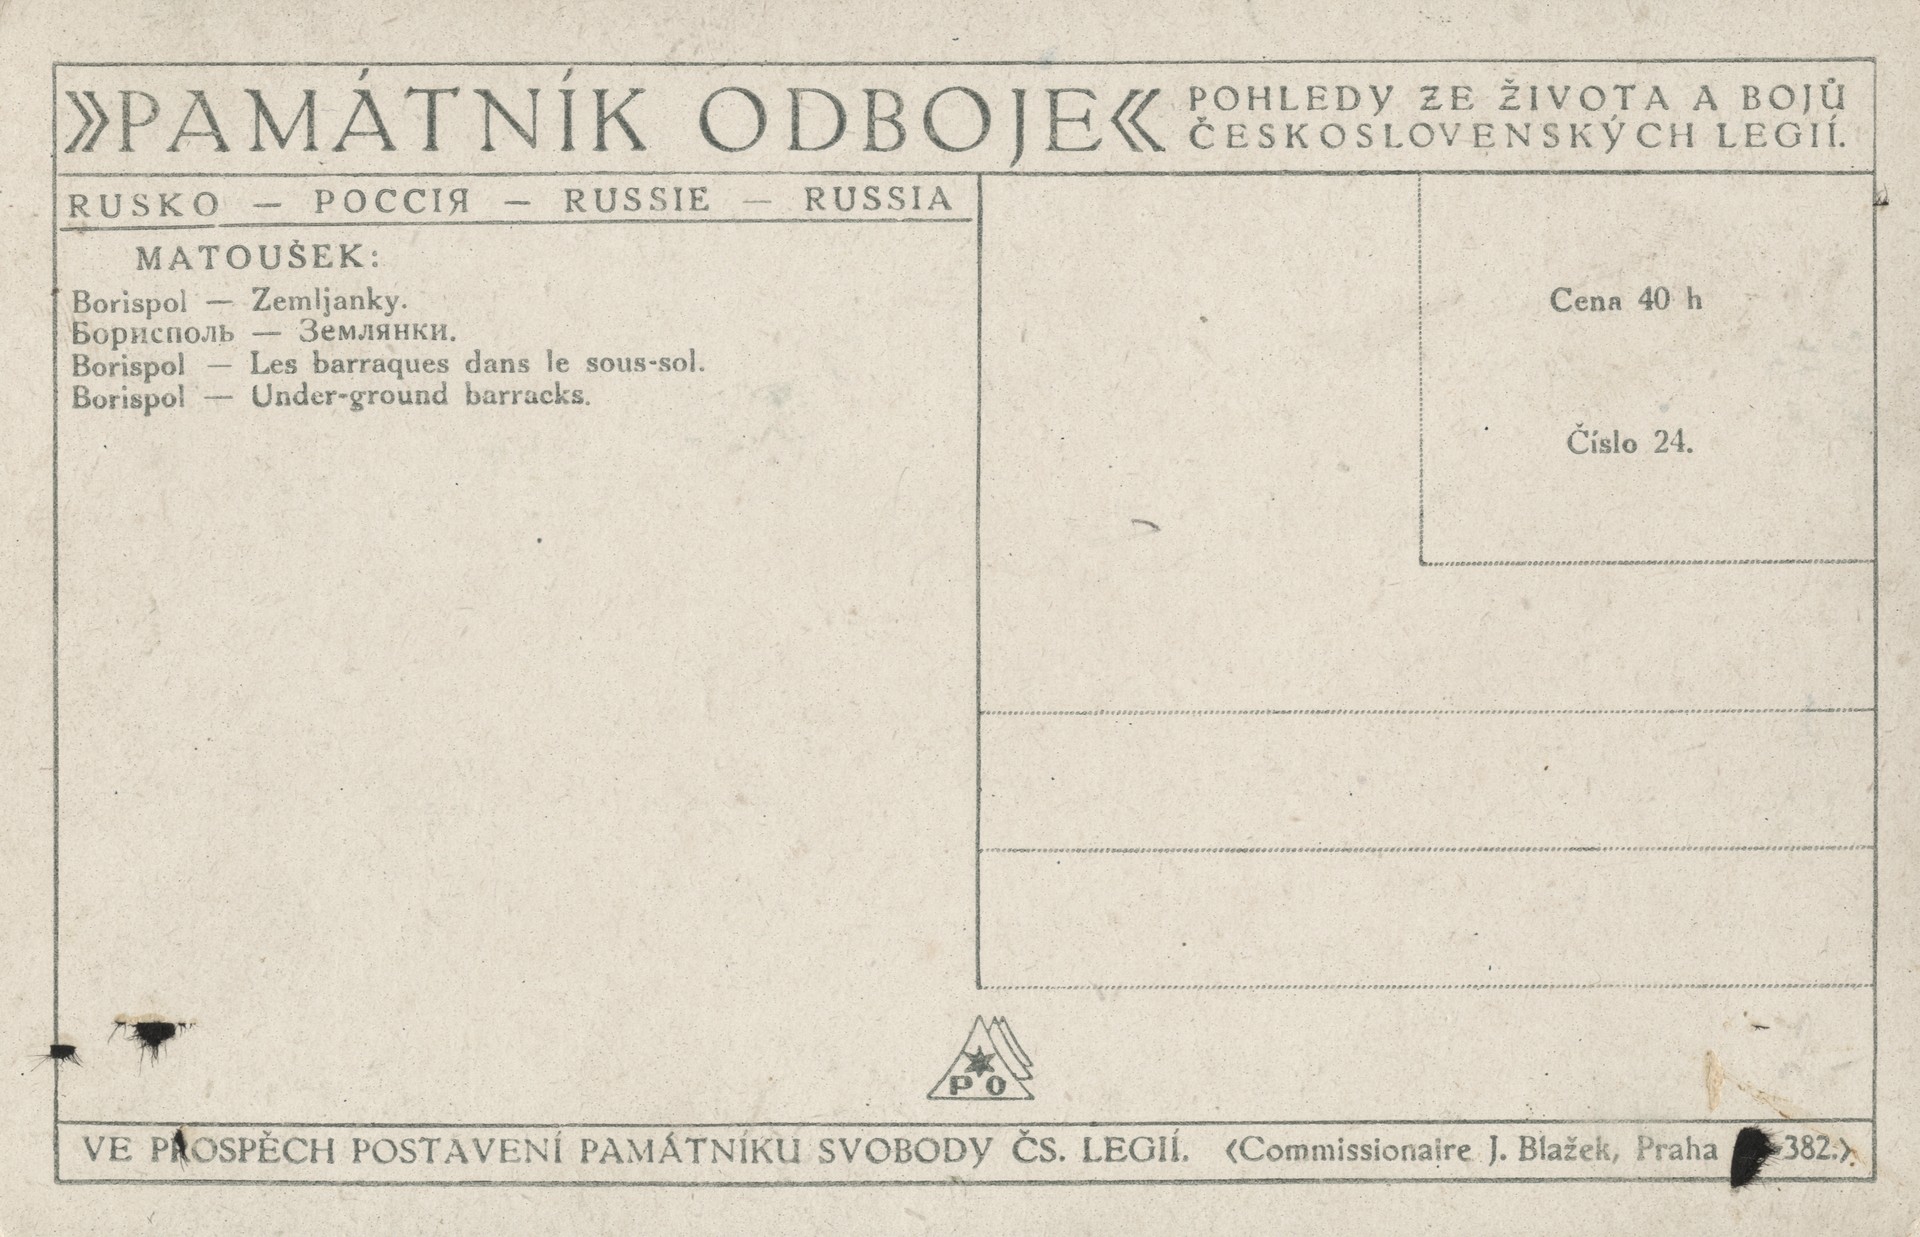 »PAMÁTNÍK ODBOJE«
POHLEDY ZE ŽIVOTA A BOJŮ
ČESKOSLOVENSKÝCH LEGIÍ.
RUSKO — РОССІЯ — RUSSIE — RUSSIA
MATOUŠEK:
Borispol — Zemljanky.
Борисполь — Землянки.
Borispol — Les barraques dans le sous-sol.
Borispol — Under-ground barracks.
Cena 40 h
Číslo 24.
P O
VE PROSPĚCH POSTAVENÍ PAMÁTNÍKU SVOBODY ČS. LEGIÍ. (Commissionaire J. Blažek, Praha -382.)